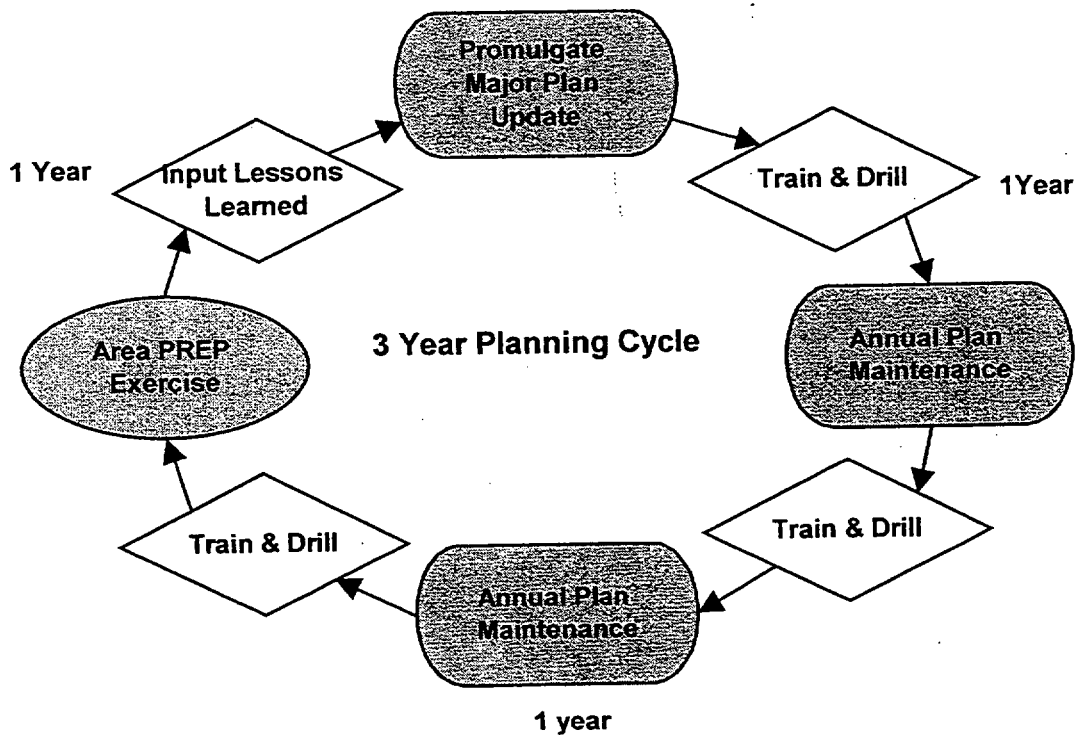 Promulgate
Major Plan
Update
Train & Drill
1Year
Annual Plan
Maintenance
Train & Drill
Annual Plan
Maintenance
1 year
Train & Drill
Area PREP
Exercise
1 Year
Input Lessons
Learned
3 Year Planning Cycle